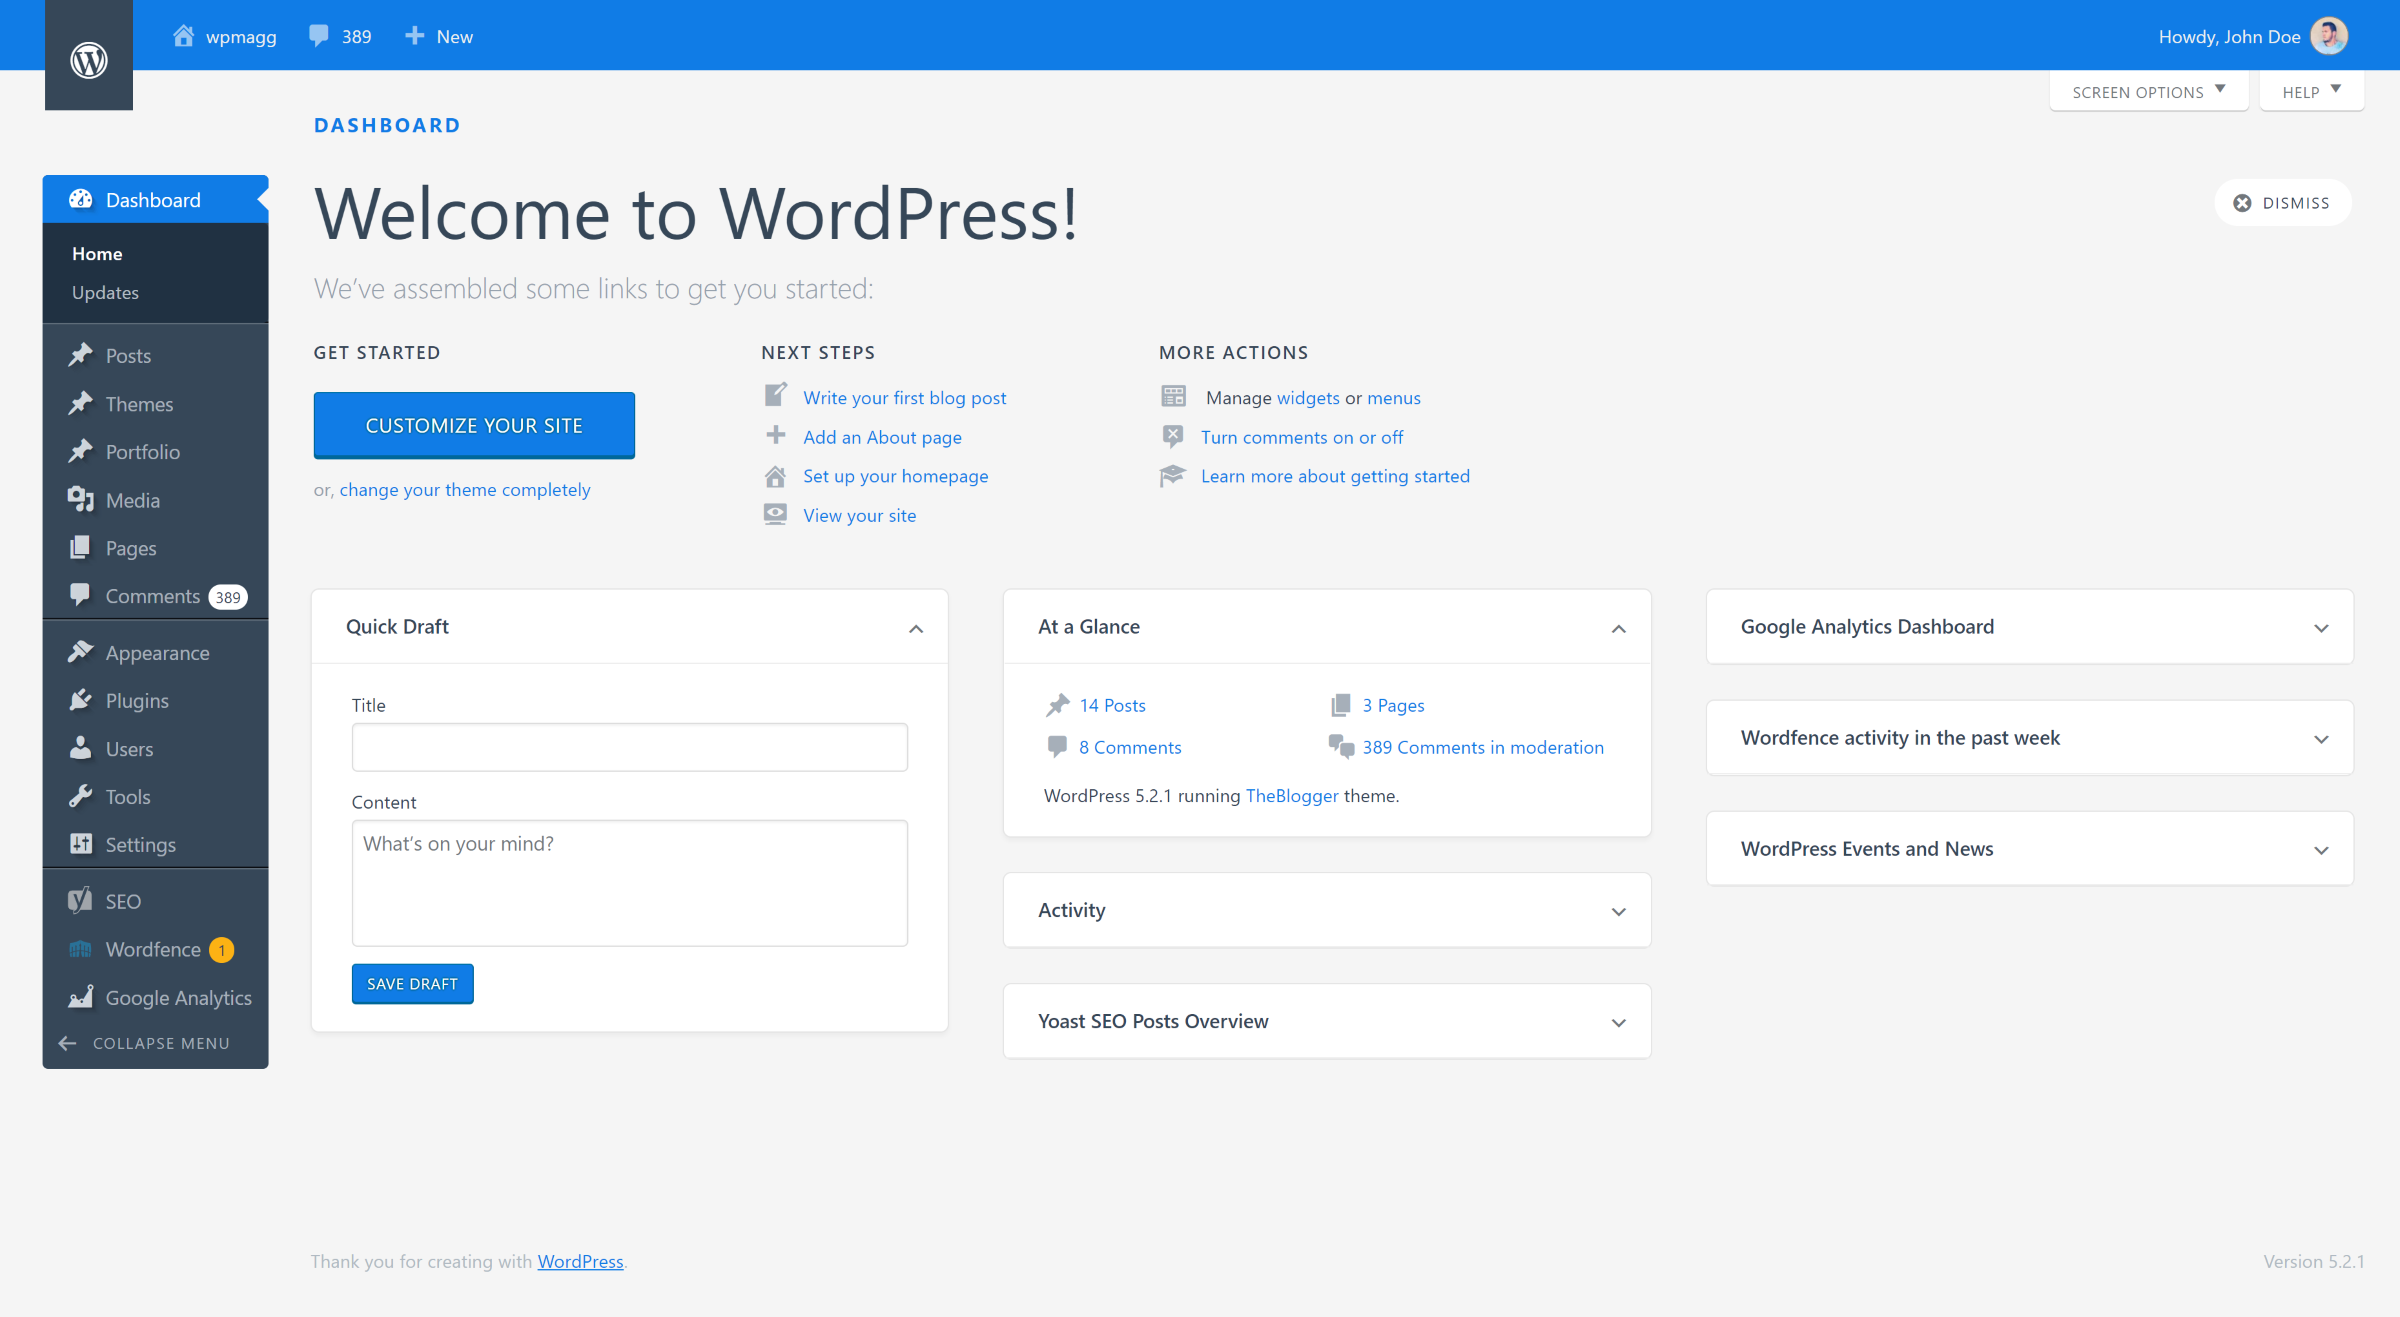 wpmagg
389
New
Howdy, John Doe
SCREEN OPTIONS
HELP
DASHBOARD
Dashboard
Home
Updates
Posts
Themes
Portfolio
Media
Pages
Comments 389
Appearance
Plugins
Users
Tools
Settings
SEO
Wordfence 1
Google Analytics
COLLAPSE MENU
Welcome to WordPress!
DISMISS
We've assembled some links to get you started:
GET STARTED
CUSTOMIZE YOUR SITE
or, change your theme completely
NEXT STEPS
Write your first blog post
Add an About page
Set up your homepage
View your site
MORE ACTIONS
Manage widgets or menus
Turn comments on or off
Learn more about getting started
Quick Draft
Title
Content
What's on your mind?
SAVE DRAFT
At a Glance
14 Posts
3 Pages
8 Comments
389 Comments in moderation
WordPress 5.2.1 running TheBlogger theme.
Activity
Yoast SEO Posts Overview
Google Analytics Dashboard
Wordfence activity in the past week
WordPress Events and News
Thank you for creating with WordPress.
Version 5.2.1